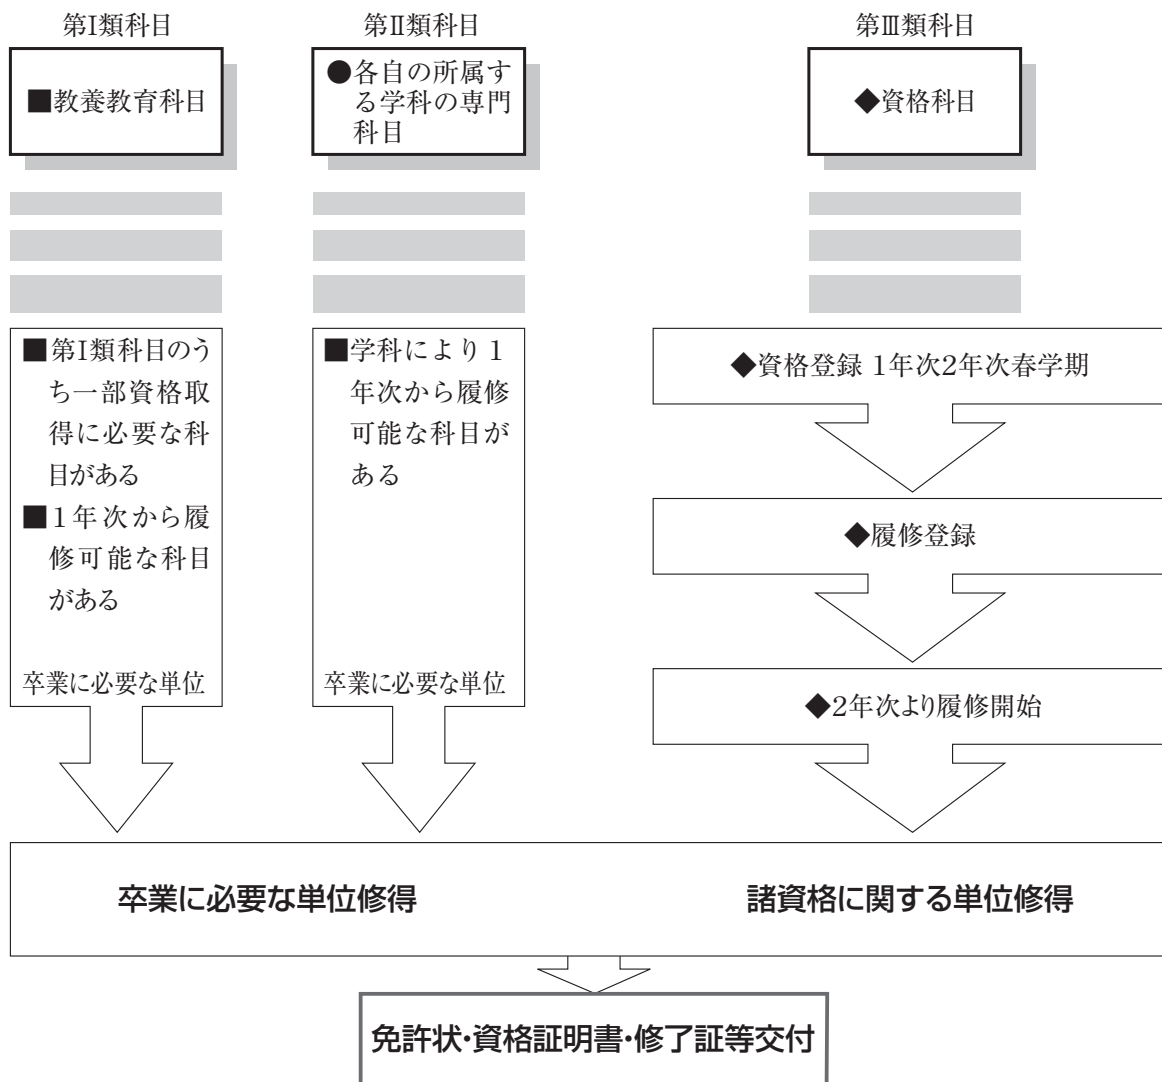 第Ⅰ類科目
■教養教育科目
第Ⅱ類科目
●各自の所属す
る学科の専門
科目
第Ⅲ類科目
◆資格科目
■第Ⅰ類科目のう
ち一部資格取
得に必要な科
目がある
■1年次から履
修可能な科目
がある
卒業に必要な単位
■学科により1
年次から履修
可能な科目が
ある
卒業に必要な単位
◆資格登録 1年次2年次春学期
◆履修登録
◆2年次より履修開始
卒業に必要な単位修得
諸資格に関する単位修得
免許状・資格証明書・修了証等交付